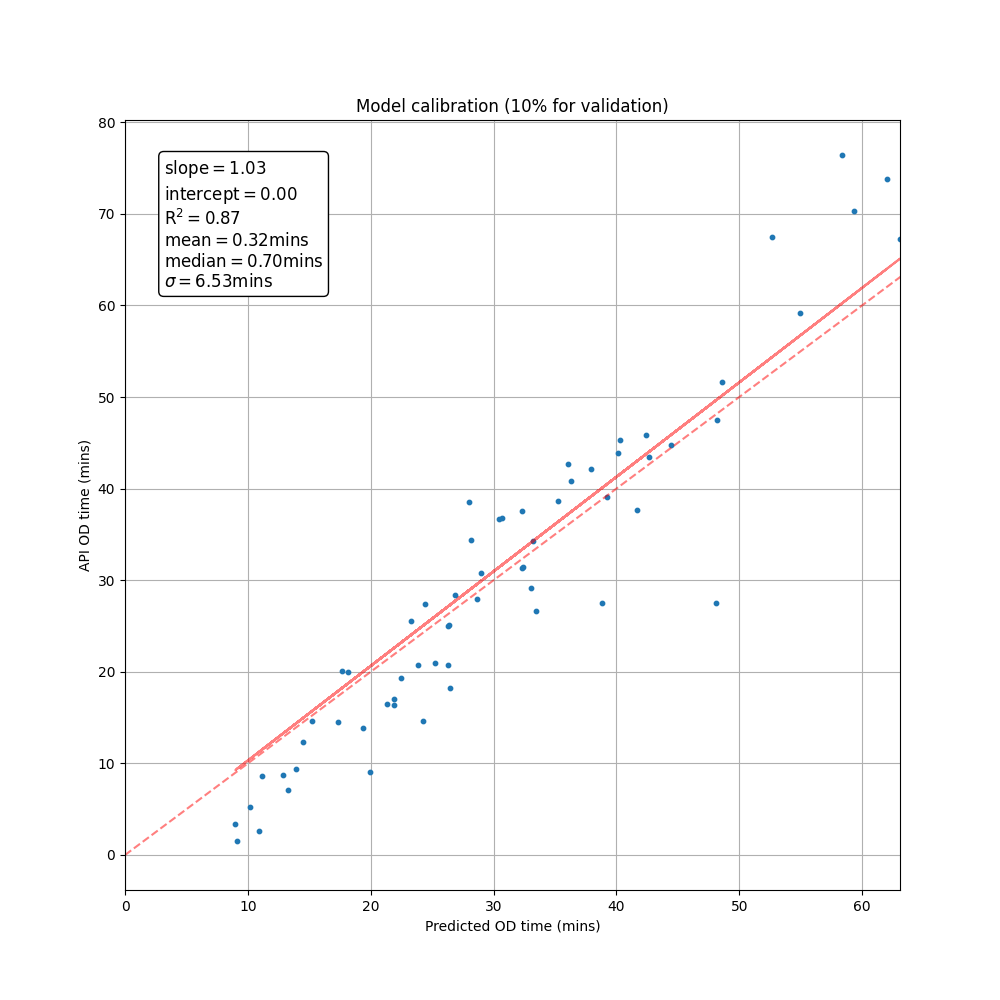 Model calibration (10% for validation)
80
70
60
50
40
30
20
10
0
API OD time (mins)
slope = 1.03
intercept = 0.00
R² = 0.87
mean = 0.32mins
median = 0.70mins
σ = 6.53mins
0 10 20 30 40 50 60
Predicted OD time (mins)